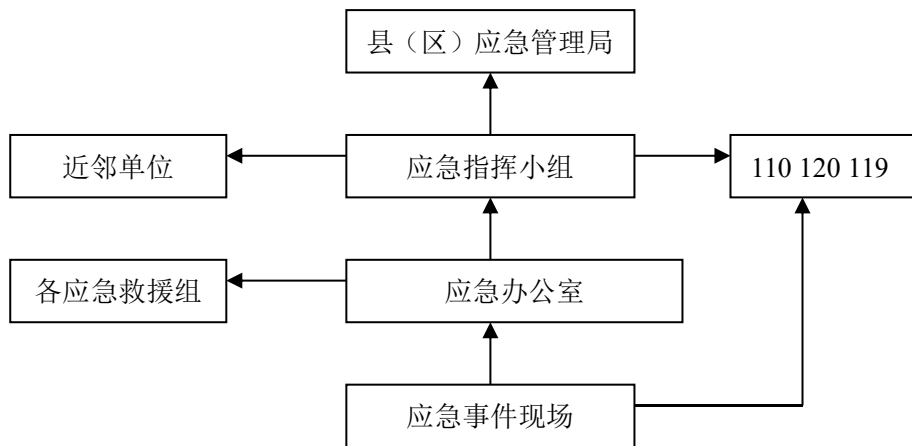 县（区）应急管理局
近邻单位
应急指挥小组
110 120 119
各应急救援组
应急办公室
应急事件现场